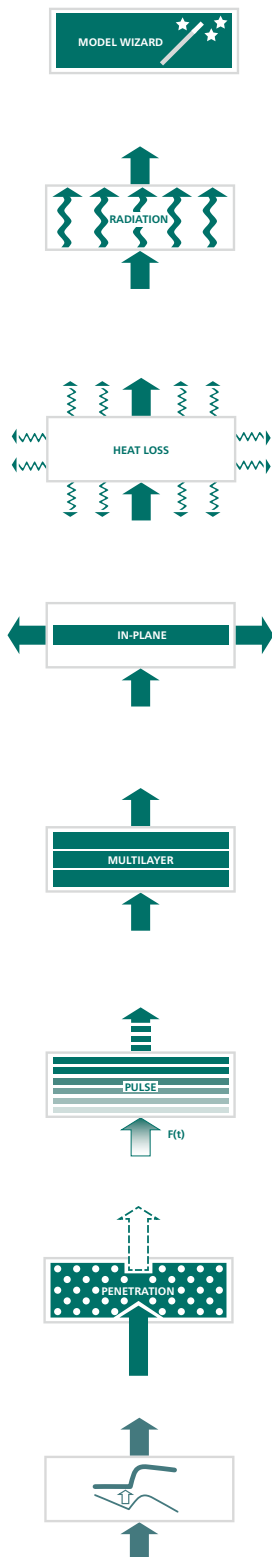 MODEL WIZARD
RADIATION
HEAT LOSS
IN-PLANE
MULTILAYER
PULSE
F(t)
PENETRATION